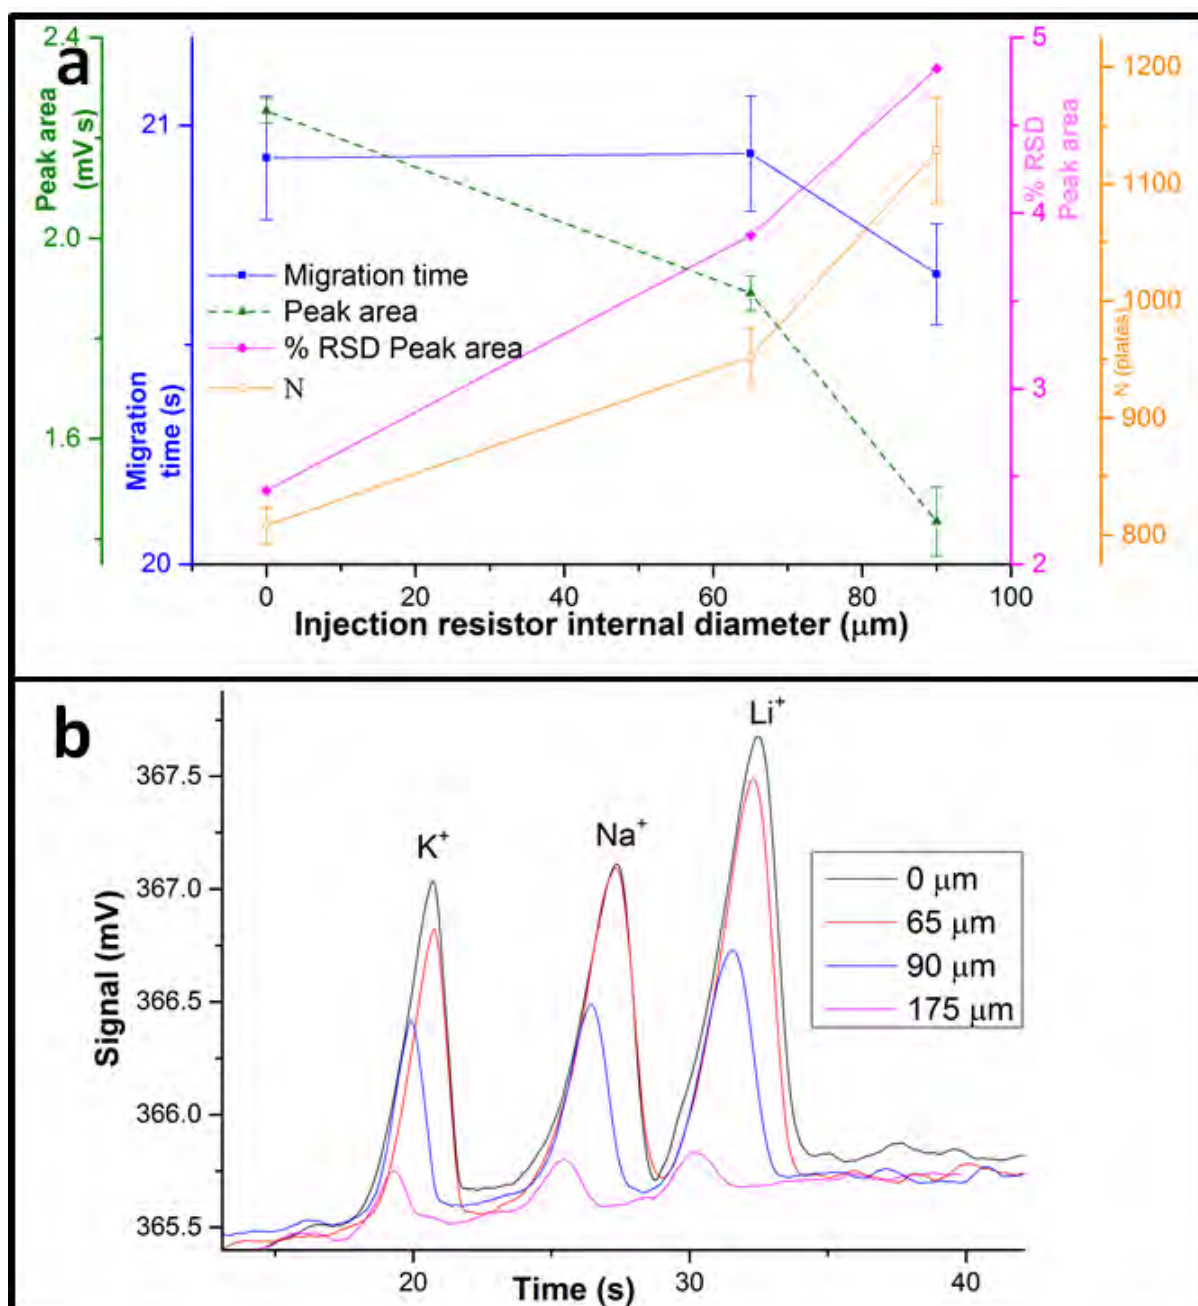 a
2.4
2.0
1.6
Peak area
(mV s)
21
20
Migration
time (s)
5
4
3
2
% RSD
Peak area
1200
1100
1000
900
800
N (plates)
Migration time
Peak area
% RSD Peak area
N
0
20
40
60
80
100
Injection resistor internal diameter (μm)
b
367.5
367.0
366.5
366.0
365.5
Signal (mV)
K⁺
Na⁺
Li⁺
0 μm
65 μm
90 μm
175 μm
20
30
40
Time (s)